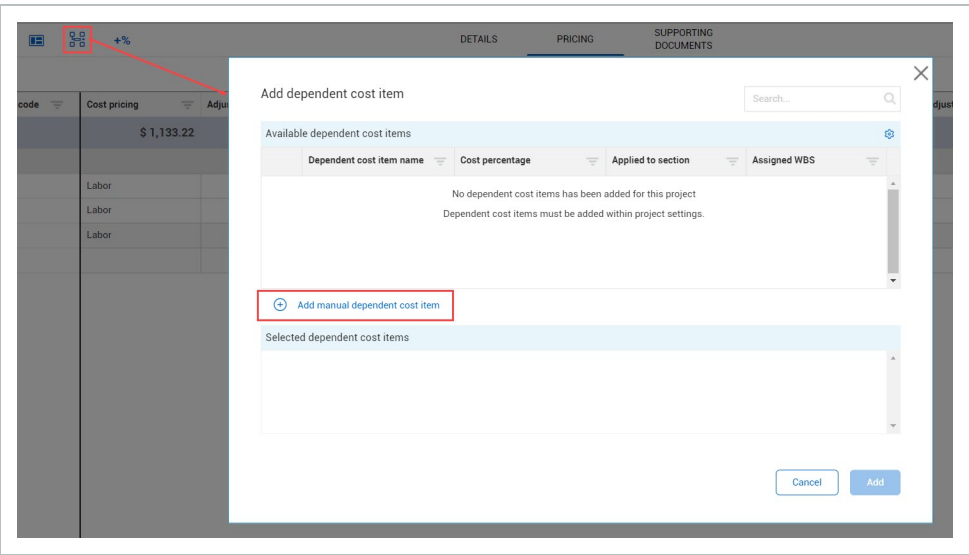 +%
DETAILS
PRICING
SUPPORTING
DOCUMENTS
Add dependent cost item
Search...
code
Cost pricing
$ 1,133.22
Available dependent cost items
Dependent cost item name
Cost percentage
Applied to section
Assigned WBS
No dependent cost items has been added for this project
Dependent cost items must be added within project settings.
Labor
Labor
Labor
Add manual dependent cost item
Selected dependent cost items
Cancel
Add